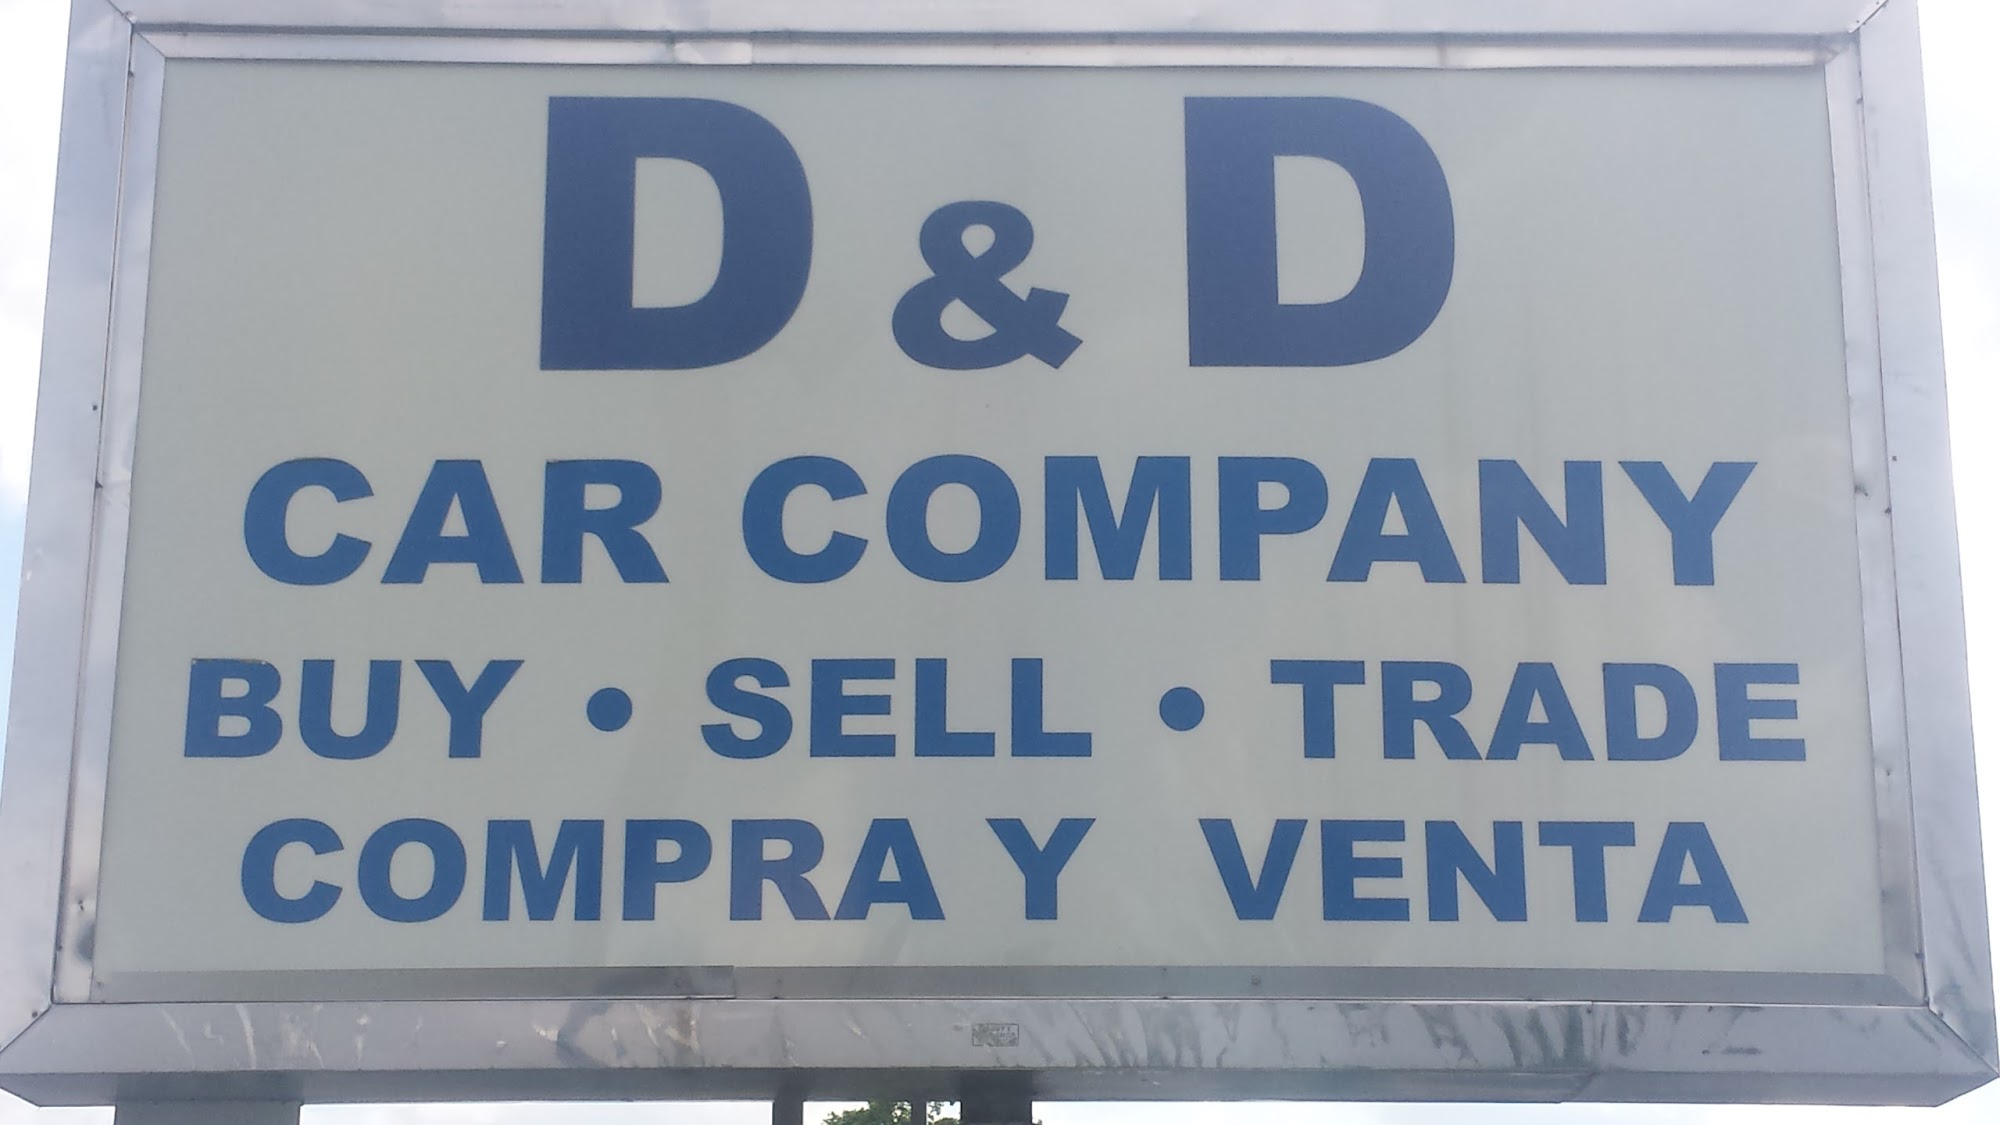 D & D
CAR COMPANY
BUY • SELL • TRADE
COMPRA Y VENTA